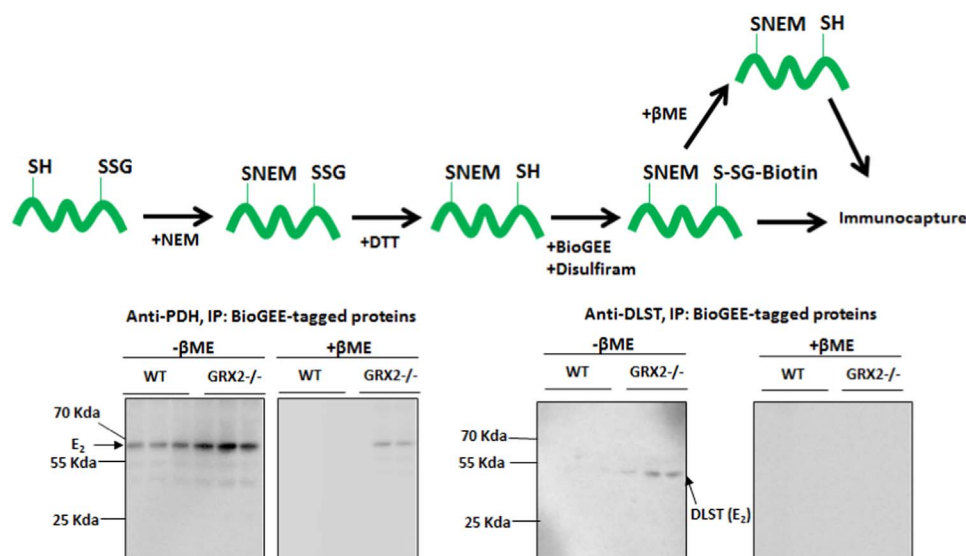 SNEM SH
+βME
SH SSG
SNEM SSG
SNEM SH
SNEM S-SG-Biotin
+NEM
+DTT
+BioGEE
+Disulfiram
Immunocapture
Anti-PDH, IP: BioGEE-tagged proteins
-βME +βME
WT GRX2-/- WT GRX2-/-
70 Kda
E₂
55 Kda
25 Kda
Anti-DLST, IP: BioGEE-tagged proteins
-βME +βME
WT GRX2-/- WT GRX2-/-
70 Kda
55 Kda
25 Kda
DLST (E₂)